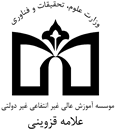 وزارت علوم، تحقیقات و فناوری
موسسه آموزش عالی غیر انتفاعی غیر دولتی
علامه قزوینی